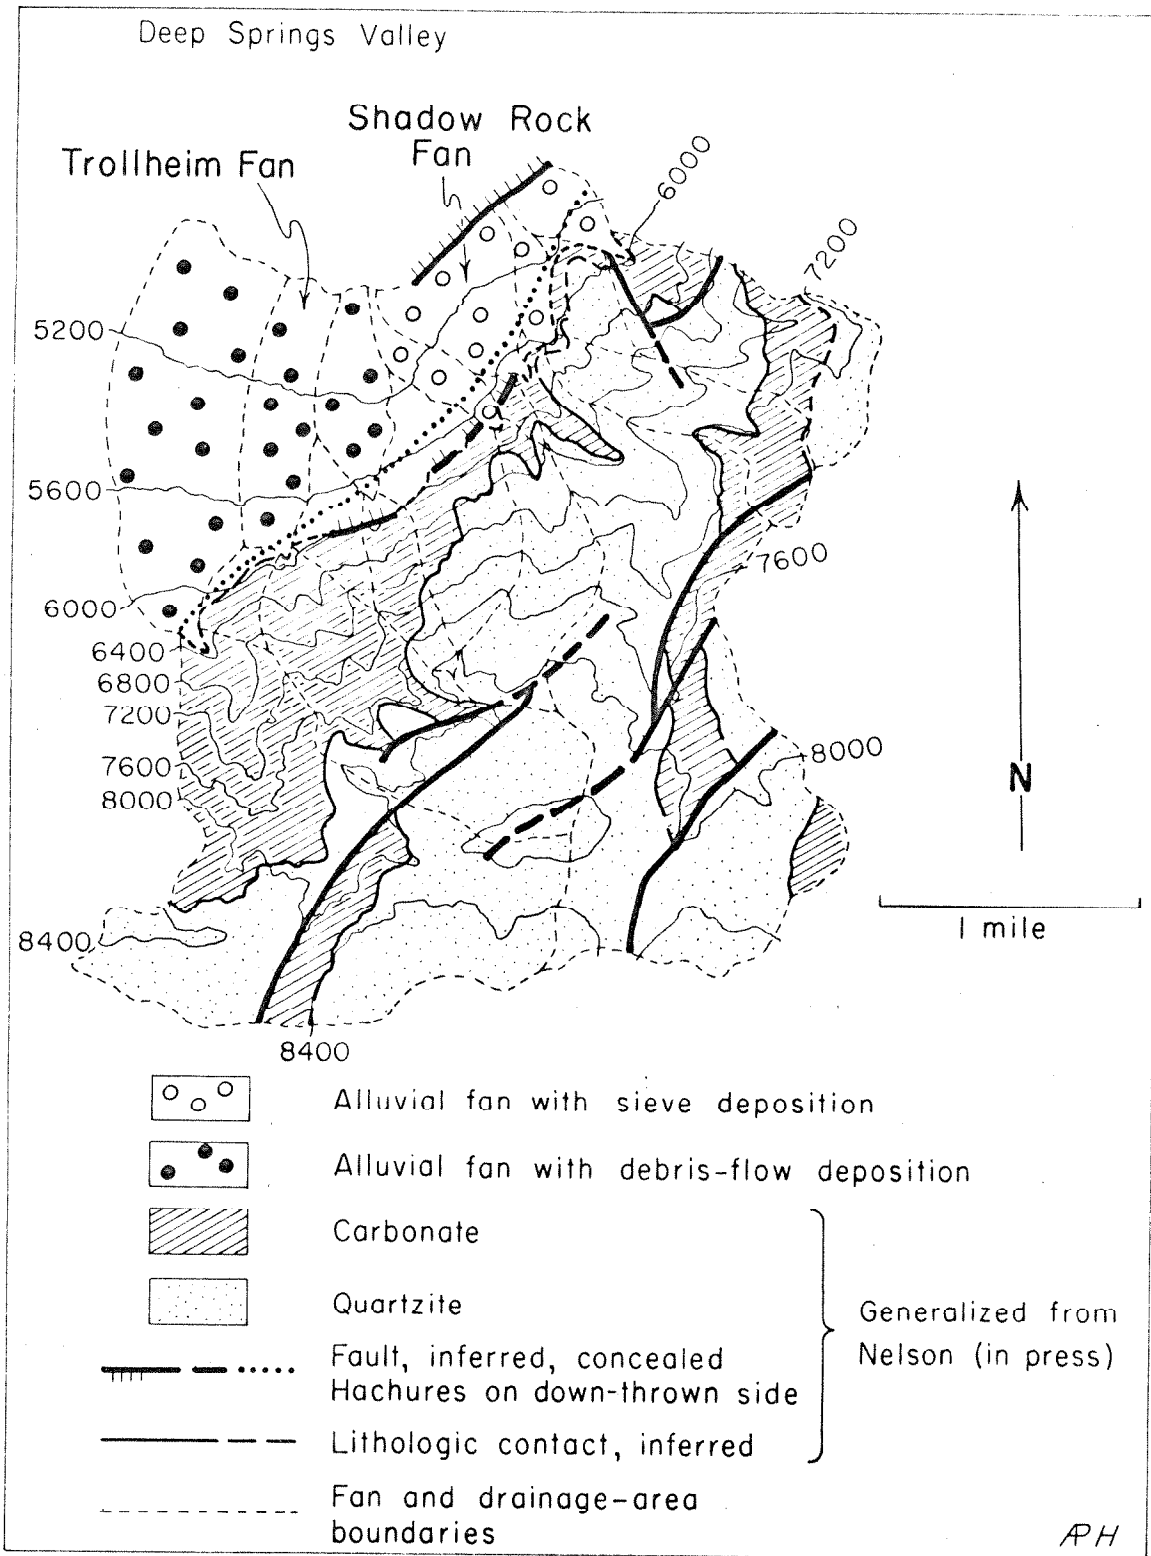 Deep Springs Valley
Shadow Rock
Fan
Trollheim Fan
6000
7200
5200
5600
7600
6000
6400
6800
7200
7600
8000
8000
N
1 mile
8400
8400
Alluvial fan with sieve deposition
Alluvial fan with debris-flow deposition
Carbonate
Quartzite
Generalized from
Nelson (in press)
Fault, inferred, concealed
Hachures on down-thrown side
Lithologic contact, inferred
Fan and drainage-area
boundaries
APH